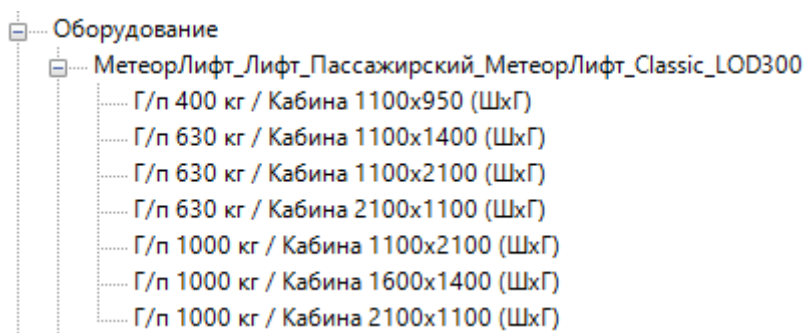 Оборудование
МетеорЛифт_Лифт_Пассажирский_МетеорЛифт_Classic_LOD300
Г/п 400 кг / Кабина 1100x950 (ШхГ)
Г/п 630 кг / Кабина 1100x1400 (ШхГ)
Г/п 630 кг / Кабина 1100x2100 (ШхГ)
Г/п 630 кг / Кабина 2100x1100 (ШхГ)
Г/п 1000 кг / Кабина 1100x2100 (ШхГ)
Г/п 1000 кг / Кабина 1600x1400 (ШхГ)
Г/п 1000 кг / Кабина 2100x1100 (ШхГ)